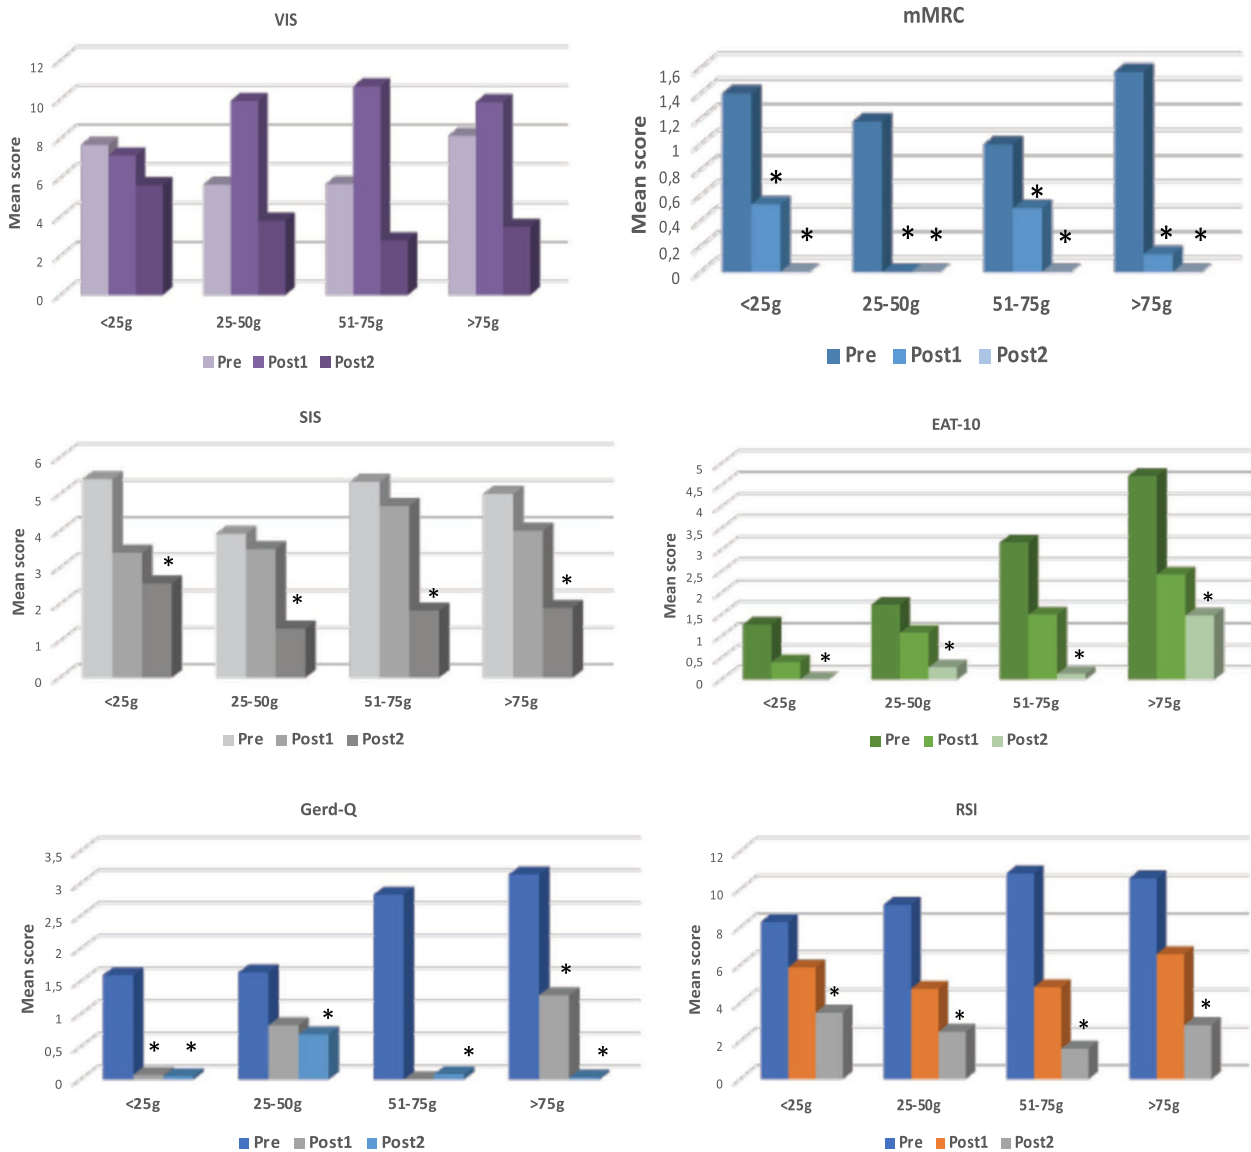 VIS
Mean score
12
10
8
6
4
2
0
<25g 25-50g 51-75g >75g
Pre Post1 Post2
mMRC
Mean score
1,6
1,4
1,2
1
0,8
0,6
0,4
0,2
0
* * * * * * * *
<25g 25-50g 51-75g >75g
Pre Post1 Post2
SIS
Mean score
6
5
4
3
2
1
0
* * * *
<25g 25-50g 51-75g >75g
Pre Post1 Post2
EAT-10
Mean score
5
4,5
4
3,5
3
2,5
2
1,5
1
0,5
0
* * * *
<25g 25-50g 51-75g >75g
Pre Post1 Post2
Gerd-Q
Mean score
3,5
3
2,5
2
1,5
1
0,5
0
* * * * * *
<25g 25-50g 51-75g >75g
Pre Post1 Post2
RSI
Mean score
12
10
8
6
4
2
0
* * * *
<25g 25-50g 51-75g >75g
Pre Post1 Post2